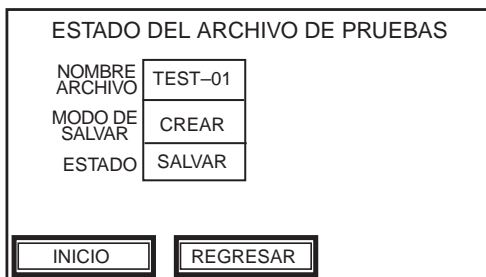 ESTADO DEL ARCHIVO DE PRUEBAS
NOMBRE
ARCHIVO
TEST–01
MODO DE
SALVAR
CREAR
ESTADO
SALVAR
INICIO
REGRESAR